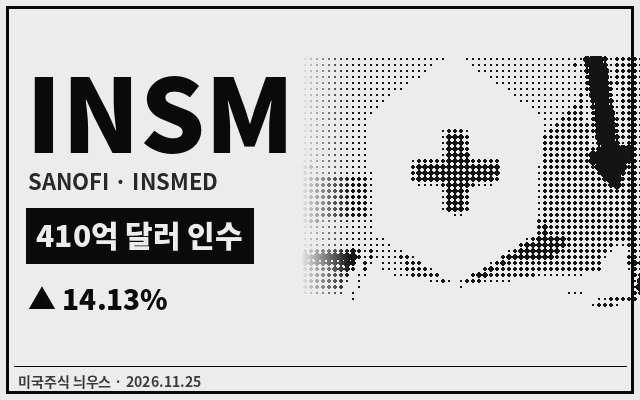 INSM
SANOFI · INSMED
410억 달러 인수
▲ 14.13%
미국주식 늬우스 · 2026.11.25